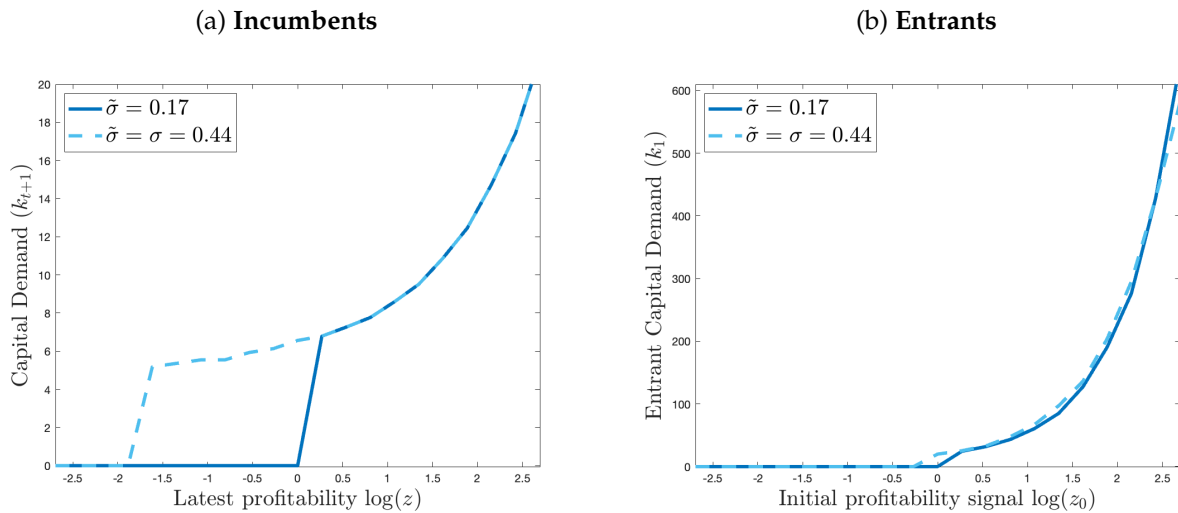 (a) Incumbents
20
18
16
14
12
10
8
6
4
2
0
-2.5 -2 -1.5 -1 -0.5 0 0.5 1 1.5 2 2.5
Capital Demand (k_{t+1})
Latest profitability log(z)
σ̃ = 0.17
σ̃ = σ = 0.44
(b) Entrants
600
500
400
300
200
100
0
-2.5 -2 -1.5 -1 -0.5 0 0.5 1 1.5 2 2.5
Entrant Capital Demand (k_1)
Initial profitability signal log(z_0)
σ̃ = 0.17
σ̃ = σ = 0.44